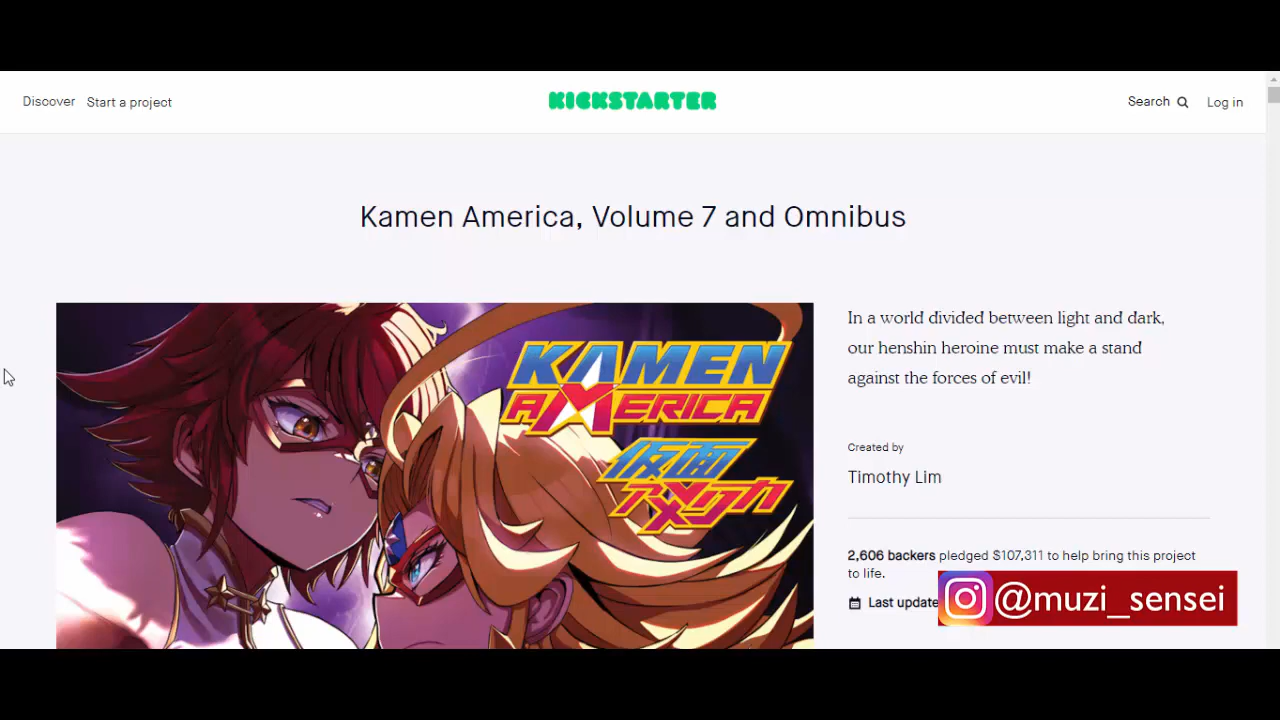 Discover Start a project KICKSTARTER Search Log in
Kamen America, Volume 7 and Omnibus
KAMEN
AMERICA
仮面
アメリカ
In a world divided between light and dark,
our henshin heroine must make a stand
against the forces of evil!
Created by
Timothy Lim
2,606 backers pledged $107,311 to help bring this project
to life.
Last update
@muzi_sensei